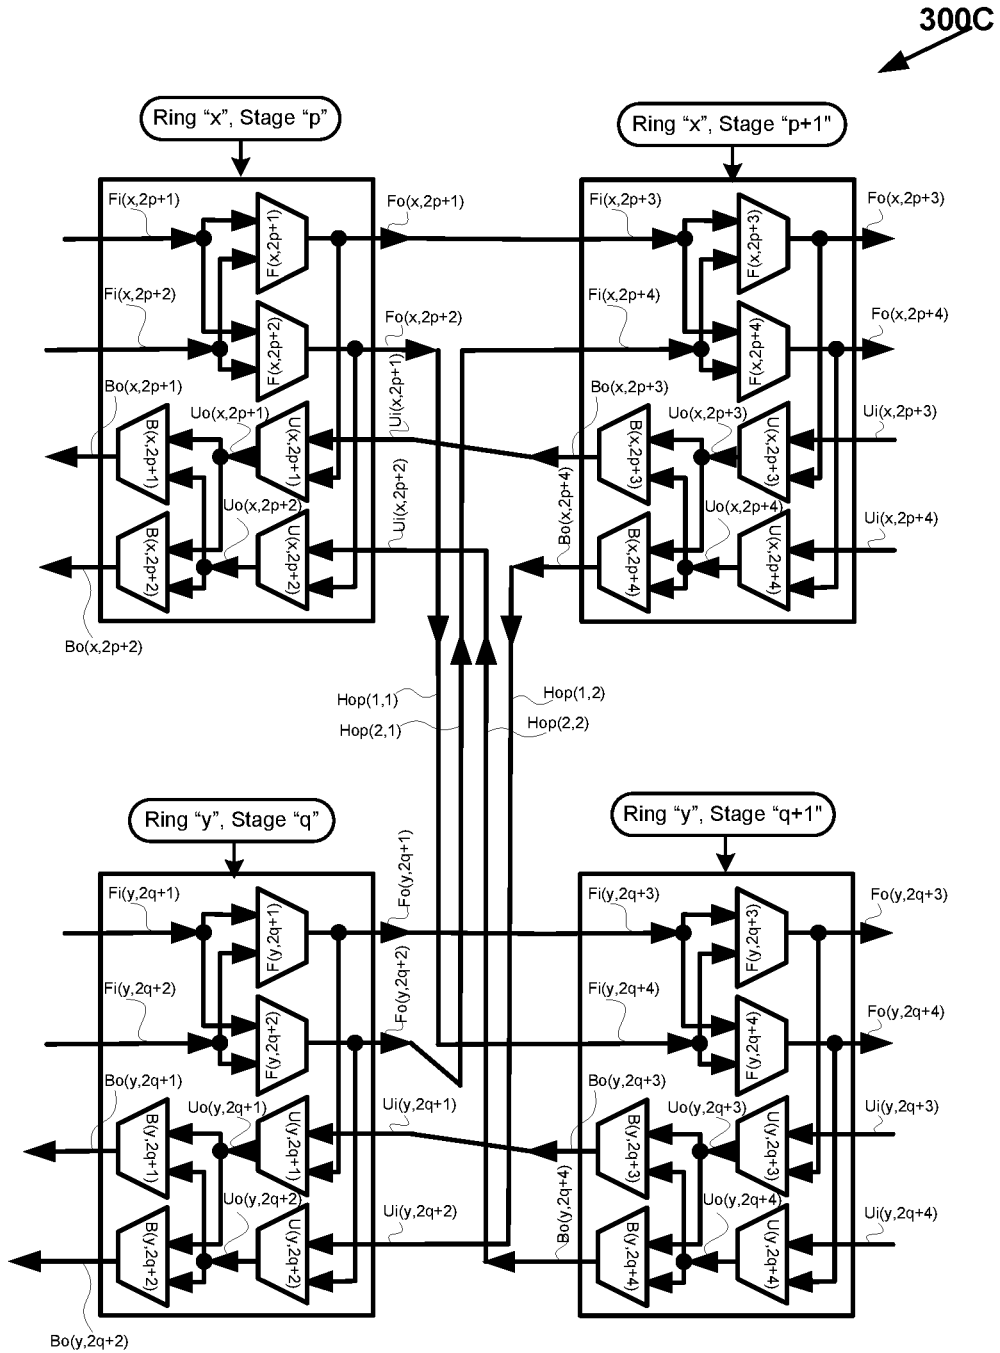 300C
Ring “x”, Stage “p”
Ring “x”, Stage “p+1"
Fi(x,2p+1)
Fo(x,2p+1)
Fi(x,2p+3)
Fo(x,2p+3)
F(x,2p+1)
F(x,2p+3)
Fi(x,2p+2)
Fo(x,2p+2)
Fi(x,2p+4)
Fo(x,2p+4)
F(x,2p+2)
F(x,2p+4)
Bo(x,2p+1)
Uo(x,2p+1)
Ui(x,2p+1)
Bo(x,2p+3)
Uo(x,2p+3)
Ui(x,2p+3)
B(x,2p+1)
U(x,2p+1)
B(x,2p+3)
U(x,2p+3)
Uo(x,2p+2)
Ui(x,2p+2)
Bo(x,2p+4)
Uo(x,2p+4)
Ui(x,2p+4)
B(x,2p+2)
U(x,2p+2)
B(x,2p+4)
U(x,2p+4)
Bo(x,2p+2)
Hop(1,1)
Hop(1,2)
Hop(2,1)
Hop(2,2)
Ring “y”, Stage “q”
Ring “y”, Stage “q+1"
Fi(y,2q+1)
Fo(y,2q+1)
Fi(y,2q+3)
Fo(y,2q+3)
F(y,2q+1)
F(y,2q+3)
Fi(y,2q+2)
Fo(y,2q+2)
Fi(y,2q+4)
Fo(y,2q+4)
F(y,2q+2)
F(y,2q+4)
Bo(y,2q+1)
Uo(y,2q+1)
Ui(y,2q+1)
Bo(y,2q+3)
Uo(y,2q+3)
Ui(y,2q+3)
B(y,2q+1)
U(y,2q+1)
B(y,2q+3)
U(y,2q+3)
Uo(y,2q+2)
Ui(y,2q+2)
Bo(y,2q+4)
Uo(y,2q+4)
Ui(y,2q+4)
B(y,2q+2)
U(y,2q+2)
B(y,2q+4)
U(y,2q+4)
Bo(y,2q+2)